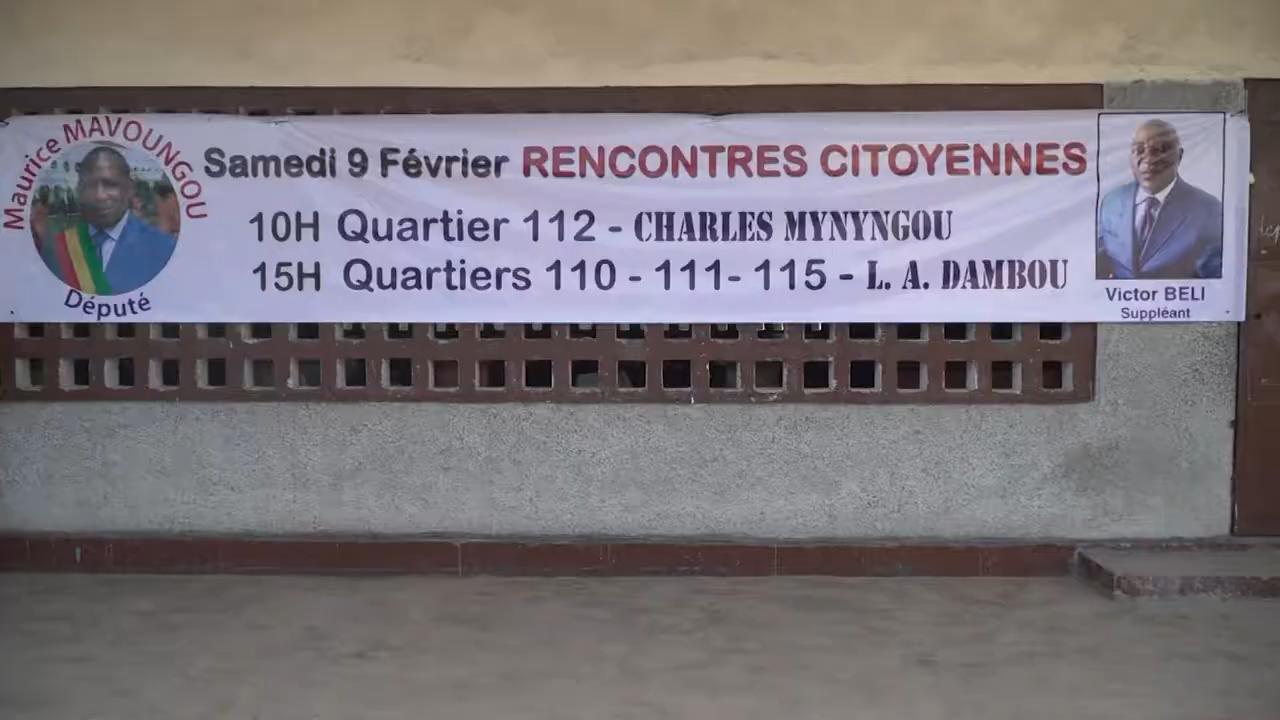 Maurice MAVOUNGOU
Député
Samedi 9 Février RENCONTRES CITOYENNES
10H Quartier 112 - CHARLES MYNYNGOU
15H Quartiers 110 - 111- 115 - L. A. DAMBOU
Victor BELI
Suppléant